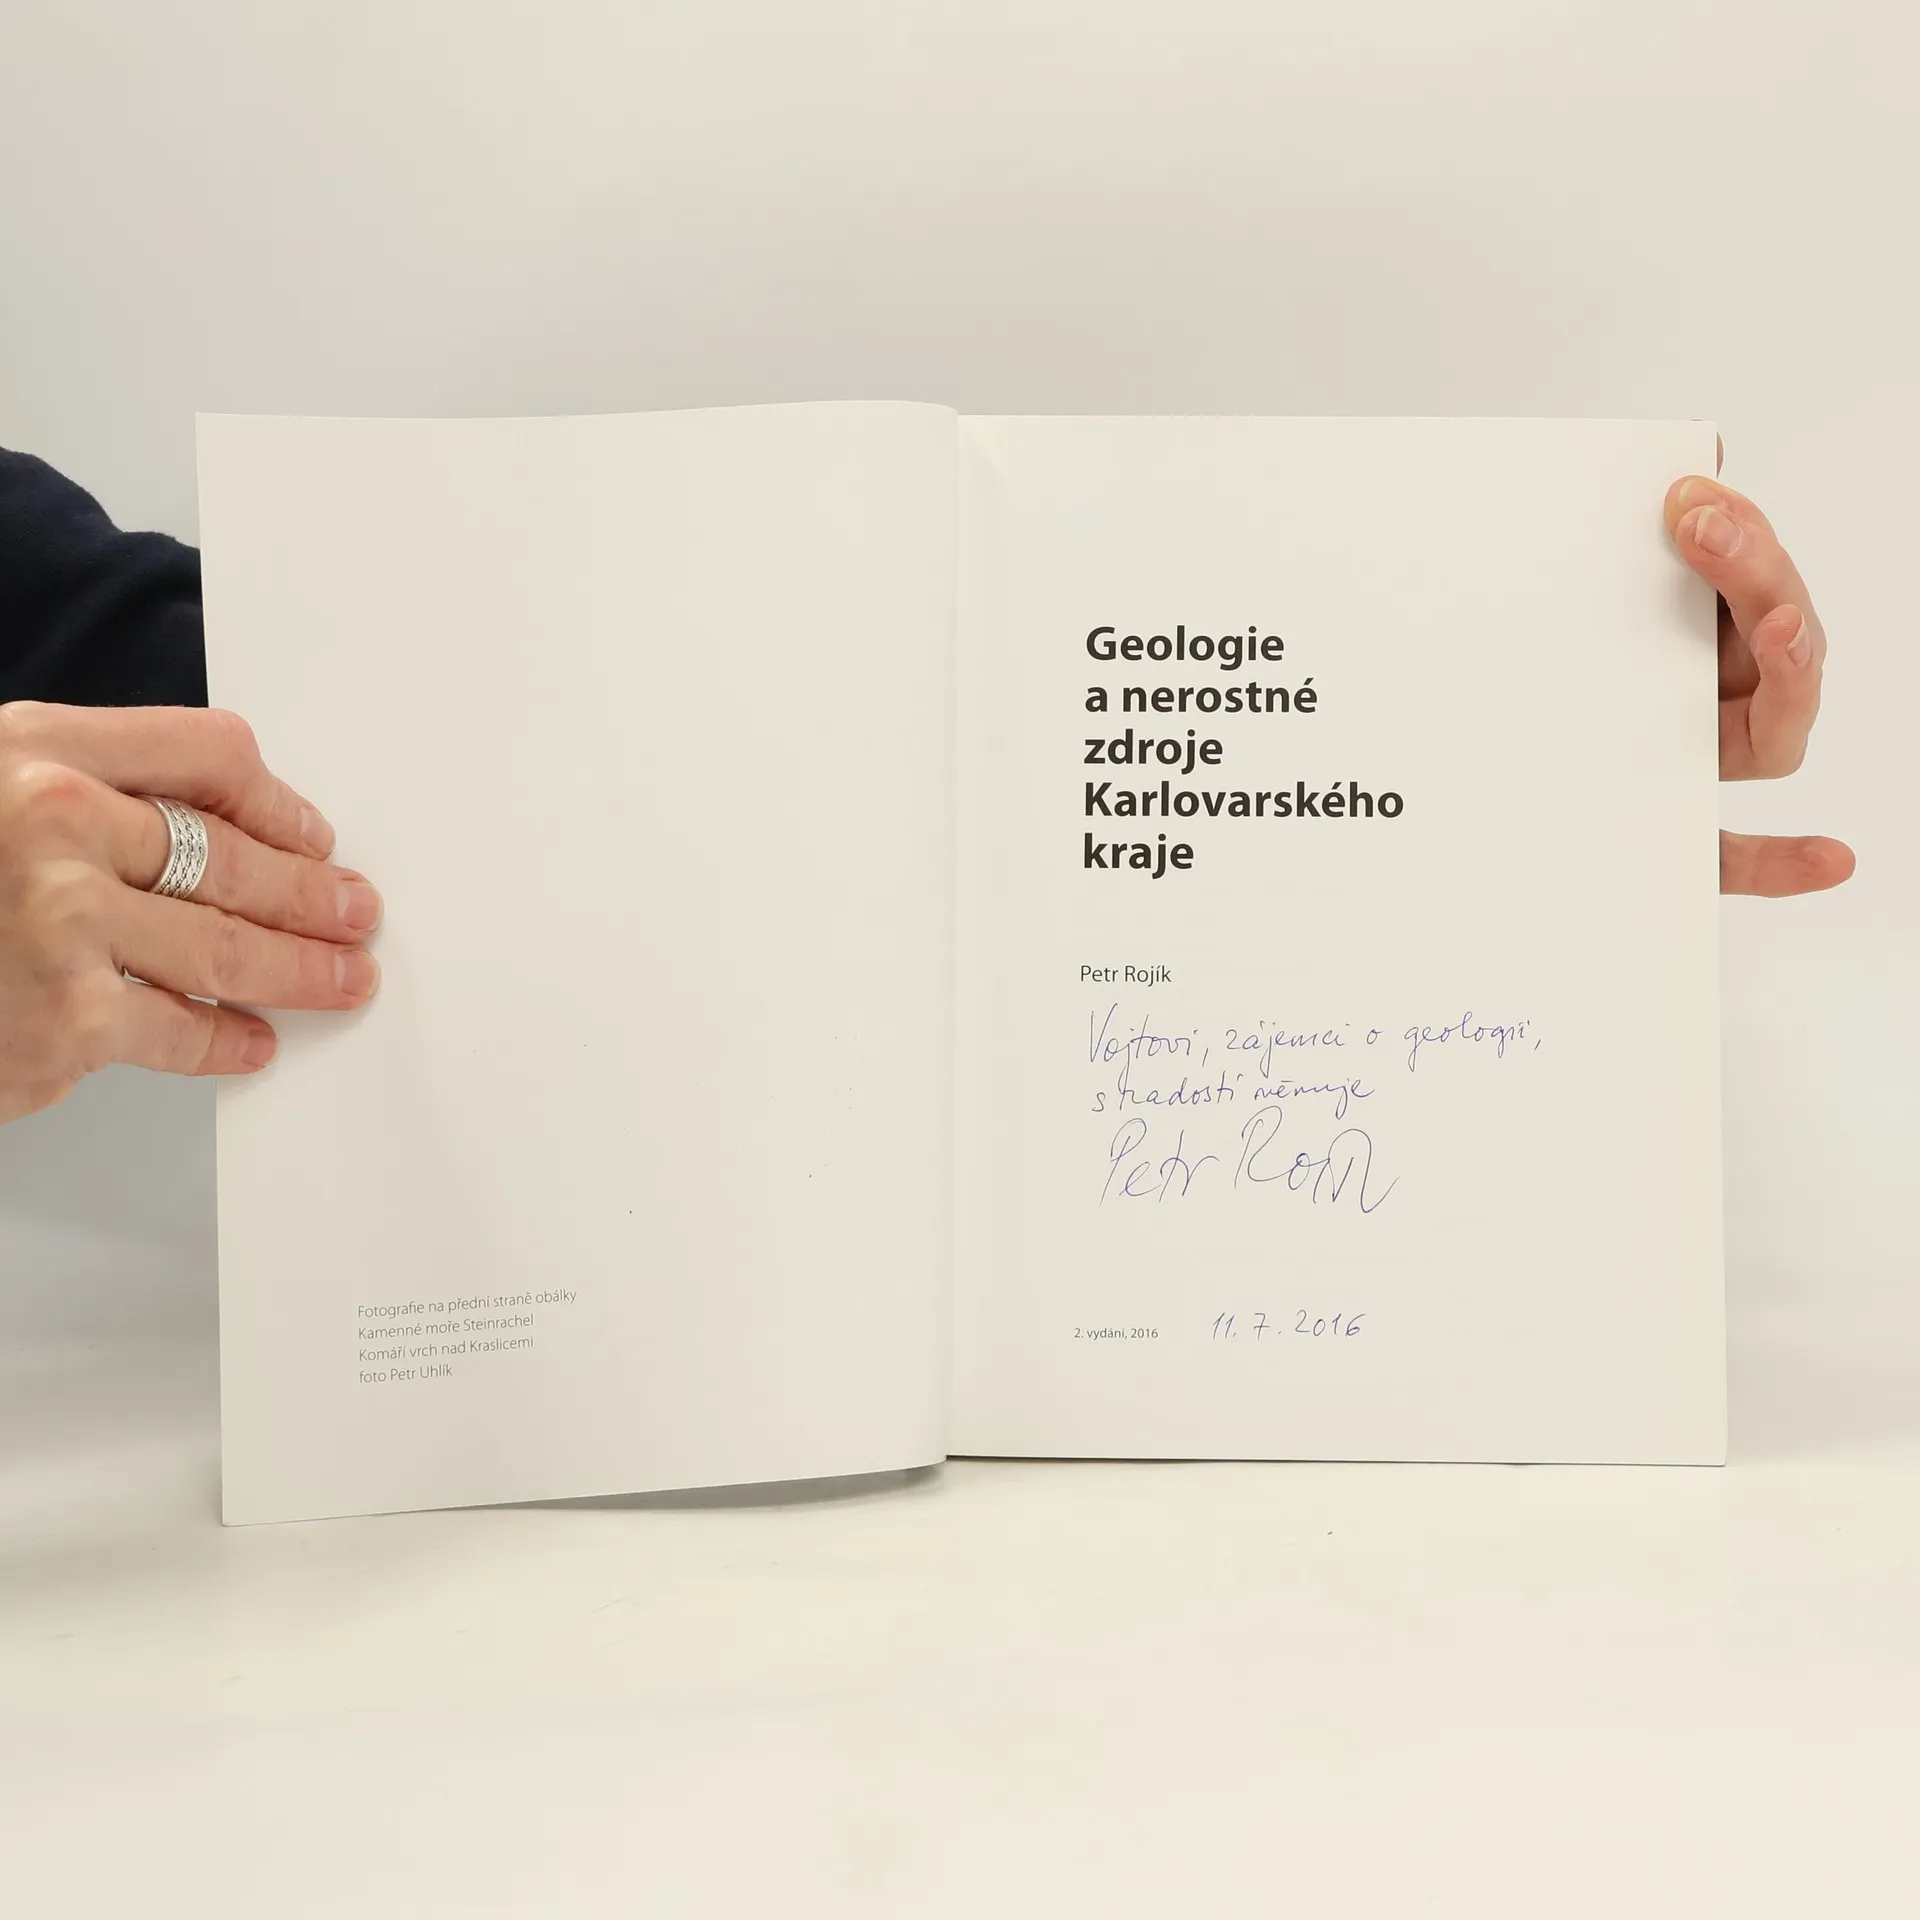 Fotografie na přední straně obálky
Kamenné moře Steinrachel
Komáří vrch nad Kraslicemi
foto Petr Uhlík
Geologie
a nerostné
zdroje
Karlovarského
kraje
Petr Rojík
Vojtovi, zájemci o geologii,
s radostí věnuje
Petr Rojík
2. vydání, 2016 11. 7. 2016